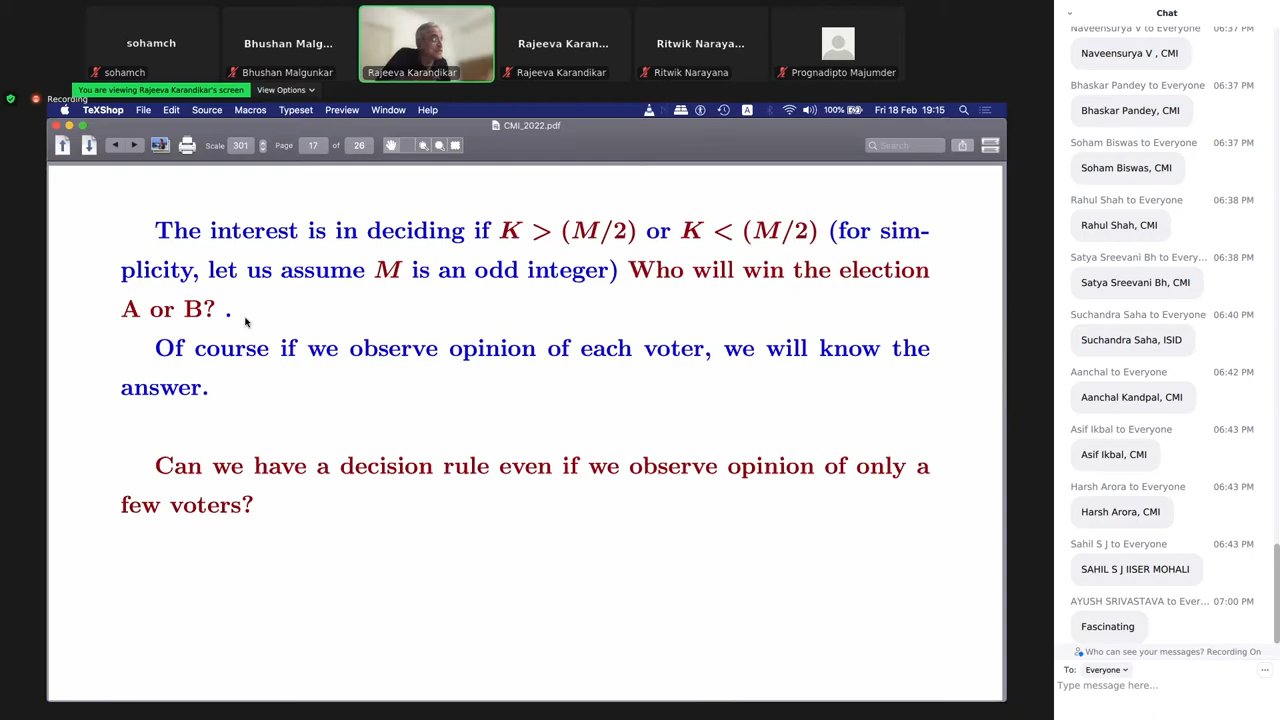 sohamch
Bhushan Malg...
Rajeeva Karan...
Ritwik Naraya...
sohamch
Bhushan Malgunkar
Rajeeva Karandikar
Rajeeva Karandikar
Ritwik Narayana
Prognadipto Majumder
You are viewing Rajeeva Karandikar's screen
View Options
Recording
TeXShop File Edit Source Macros Typeset Preview Window Help
A 100% Fri 18 Feb 19:15
CMI_2022.pdf
Scale 301 Page 17 of 26
Search
The interest is in deciding if K > (M/2) or K < (M/2) (for sim-
plicity, let us assume M is an odd integer) Who will win the election
A or B? .
Of course if we observe opinion of each voter, we will know the
answer.
Can we have a decision rule even if we observe opinion of only a
few voters?
Chat
Naveensurya V to Everyone 06:37 PM
Naveensurya V , CMI
Bhaskar Pandey to Everyone 06:37 PM
Bhaskar Pandey, CMI
Soham Biswas to Everyone 06:37 PM
Soham Biswas, CMI
Rahul Shah to Everyone 06:38 PM
Rahul Shah, CMI
Satya Sreevani Bh to Every... 06:38 PM
Satya Sreevani Bh, CMI
Suchandra Saha to Everyone 06:40 PM
Suchandra Saha, ISID
Aanchal to Everyone 06:42 PM
Aanchal Kandpal, CMI
Asif Ikbal to Everyone 06:43 PM
Asif Ikbal, CMI
Harsh Arora to Everyone 06:43 PM
Harsh Arora, CMI
Sahil S J to Everyone 06:43 PM
SAHIL S J IISER MOHALI
AYUSH SRIVASTAVA to Ever... 07:00 PM
Fascinating
Who can see your messages? Recording On
To: Everyone
Type message here...